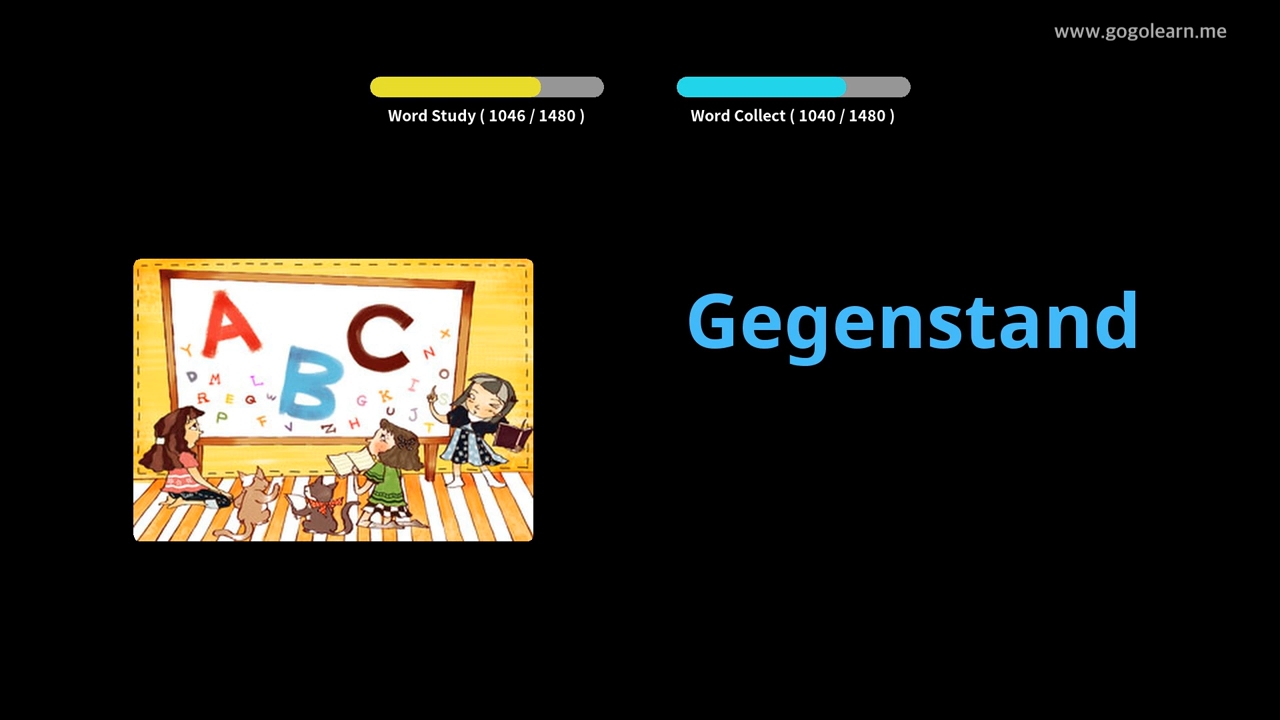 www.gogolearn.me
Word Study ( 1046 / 1480 )
Word Collect ( 1040 / 1480 )
Gegenstand
A
B
C
Y
X
N
D M L
O
I
R E Q W
G K
S
P
F
V
Z H
U
J
T